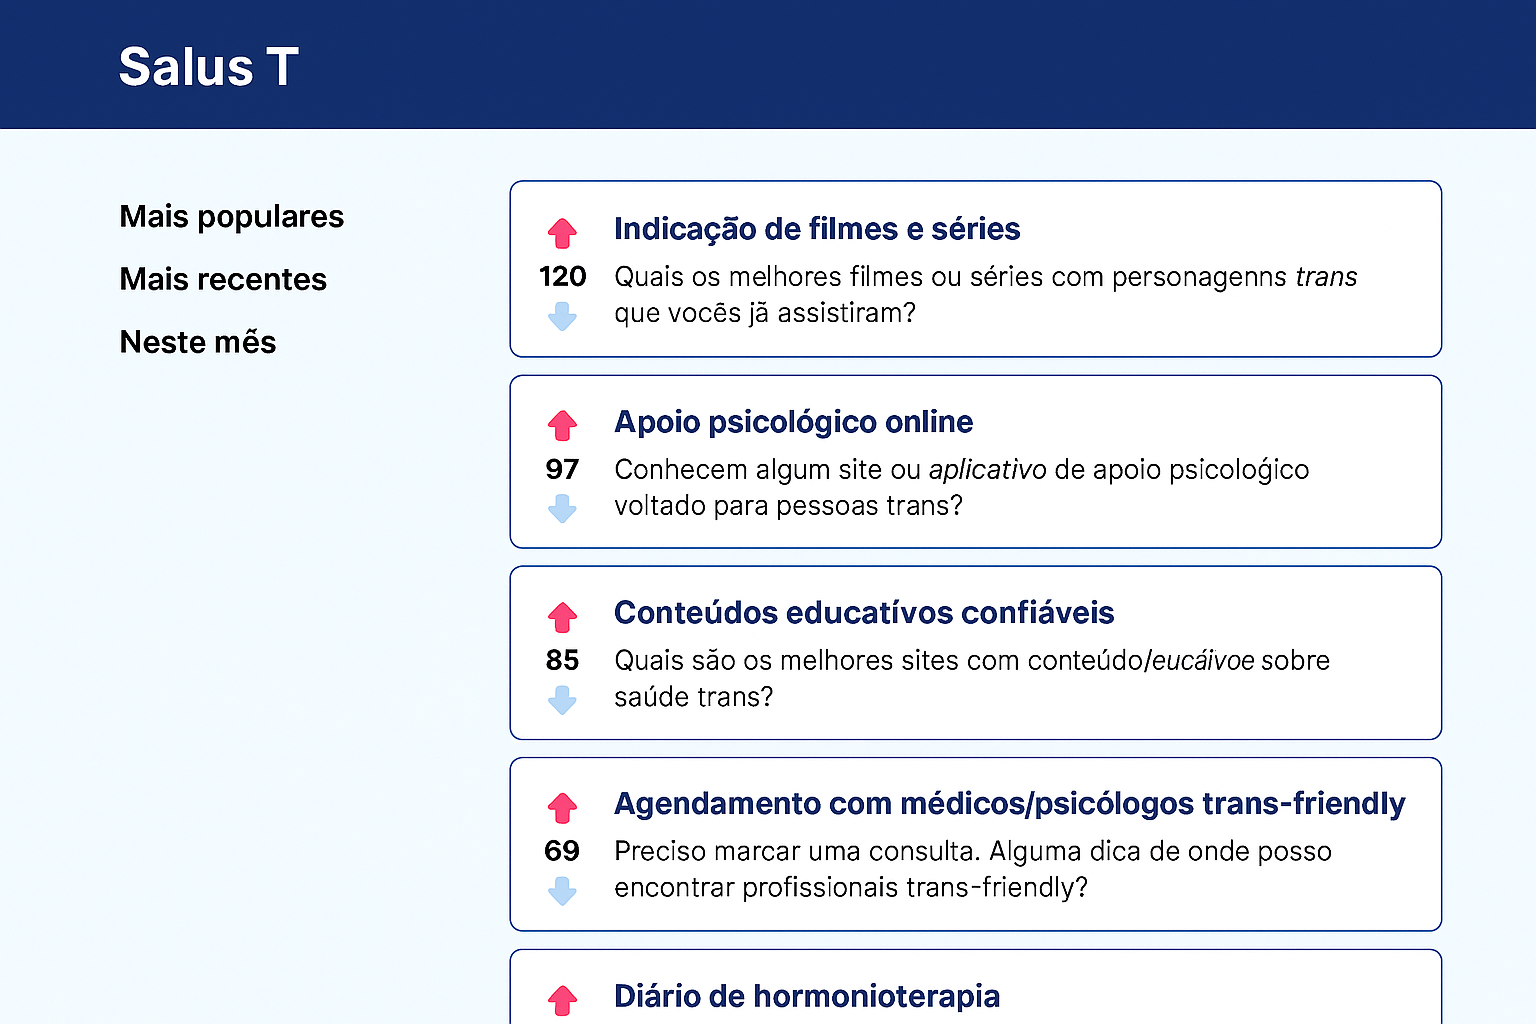 Salus T
Mais populares
Mais recentes
Neste mẽs
Indicação de filmes e séries
120
Quais os melhores filmes ou séries com personagenns trans
que vocẽs jã assistiram?
Apoio psicológico online
97
Conhecem algum site ou aplicativo de apoio psicoloǵico
voltado para pessoas trans?
Conteúdos educatívos confiáveis
85
Quais são os melhores sites com conteúdo/eucáivoe sobre
saúde trans?
Agendamento com médicos/psicólogos trans-friendly
69
Preciso marcar uma consulta. Alguma dica de onde posso
encontrar profissionais trans-friendly?
Diário de hormonioterapia